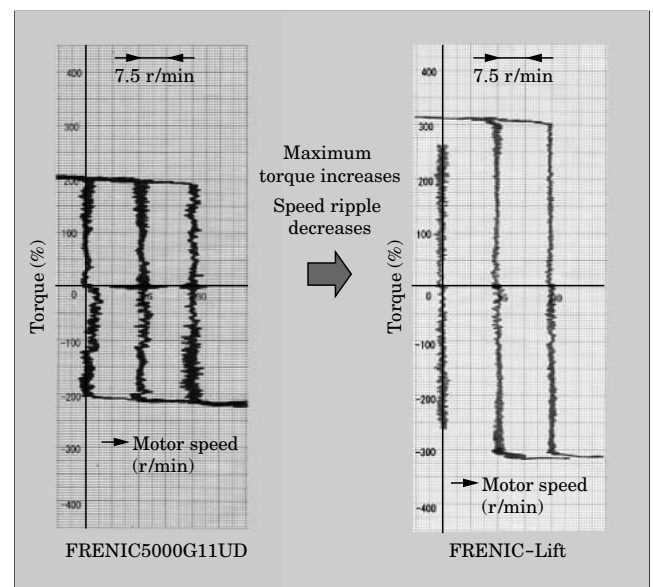 7.5 r/min
400
300
200
100
0
-100
-200
-300
-400
Torque (%)
Motor speed
(r/min)
FRENIC5000G11UD
Maximum
torque increases
Speed ripple
decreases
7.5 r/min
400
300
200
100
0
-100
-200
-300
-400
Torque (%)
Motor speed
(r/min)
FRENIC-Lift